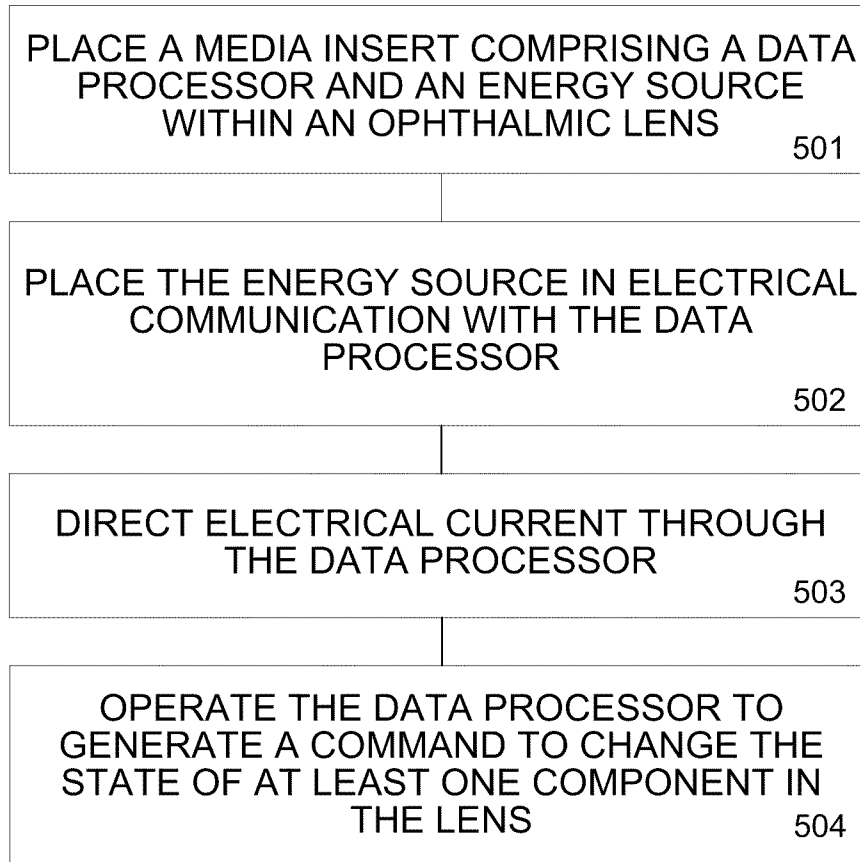 PLACE A MEDIA INSERT COMPRISING A DATA
PROCESSOR AND AN ENERGY SOURCE
WITHIN AN OPHTHALMIC LENS
501
PLACE THE ENERGY SOURCE IN ELECTRICAL
COMMUNICATION WITH THE DATA
PROCESSOR
502
DIRECT ELECTRICAL CURRENT THROUGH
THE DATA PROCESSOR
503
OPERATE THE DATA PROCESSOR TO
GENERATE A COMMAND TO CHANGE THE
STATE OF AT LEAST ONE COMPONENT IN
THE LENS
504